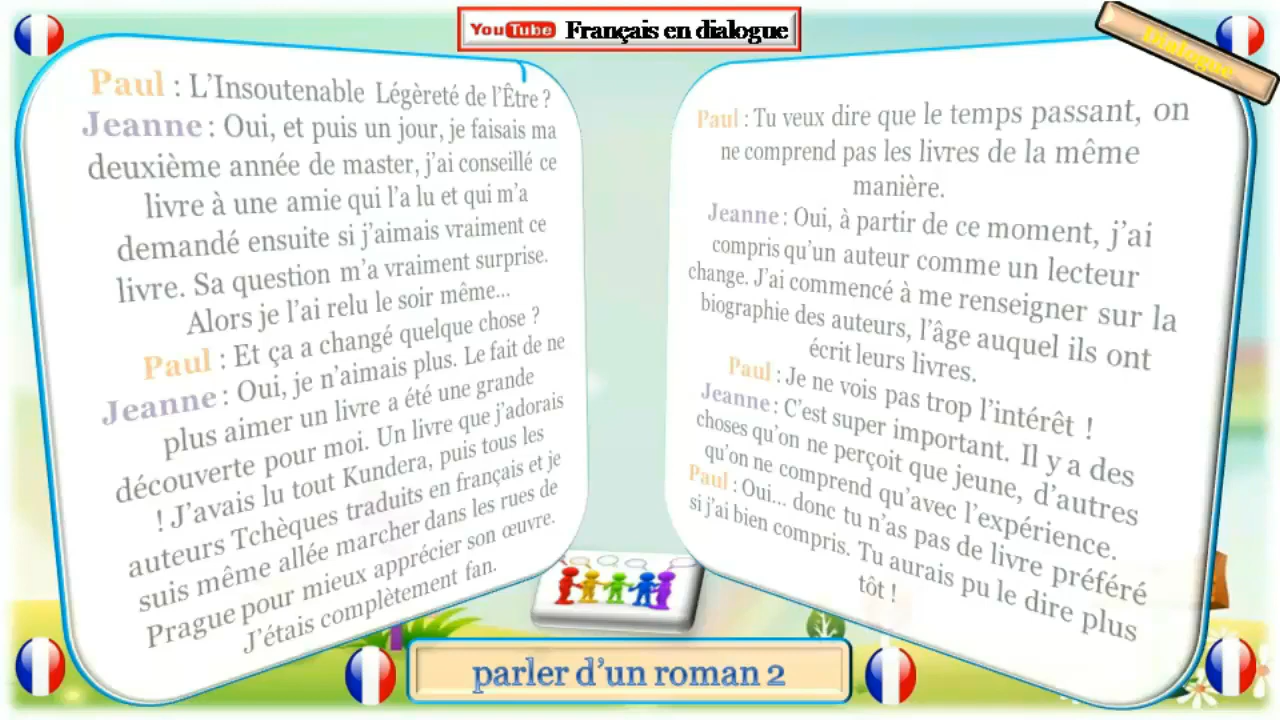 YouTube Français en dialogue
Dialogue
Paul : L’Insoutenable Légèreté de l’Être ?
Jeanne : Oui, et puis un jour, je faisais ma
deuxième année de master, j’ai conseillé ce
livre à une amie qui l’a lu et qui m’a
demandé ensuite si j’aimais vraiment ce
livre. Sa question m’a vraiment surprise.
Alors je l’ai relu le soir même...
Paul : Et ça a changé quelque chose ?
Jeanne : Oui, je n’aimais plus. Le fait de ne
plus aimer un livre a été une grande
découverte pour moi. Un livre que j’adorais
! J’avais lu tout Kundera, puis tous les
auteurs Tchèques traduits en français et je
suis même allée marcher dans les rues de
Prague pour mieux apprécier son œuvre.
J’étais complètement fan.
Paul : Tu veux dire que le temps passant, on
ne comprend pas les livres de la même
manière.
Jeanne : Oui, à partir de ce moment, j’ai
compris qu’un auteur comme un lecteur
change. J’ai commencé à me renseigner sur la
biographie des auteurs, l’âge auquel ils ont
écrit leurs livres.
Paul : Je ne vois pas trop l’intérêt !
Jeanne : C’est super important. Il y a des
choses qu’on ne perçoit que jeune, d’autres
qu’on ne comprend qu’avec l’expérience.
Paul : Oui... donc tu n’as pas de livre préféré
si j’ai bien compris. Tu aurais pu le dire plus
tôt !
parler d’un roman 2